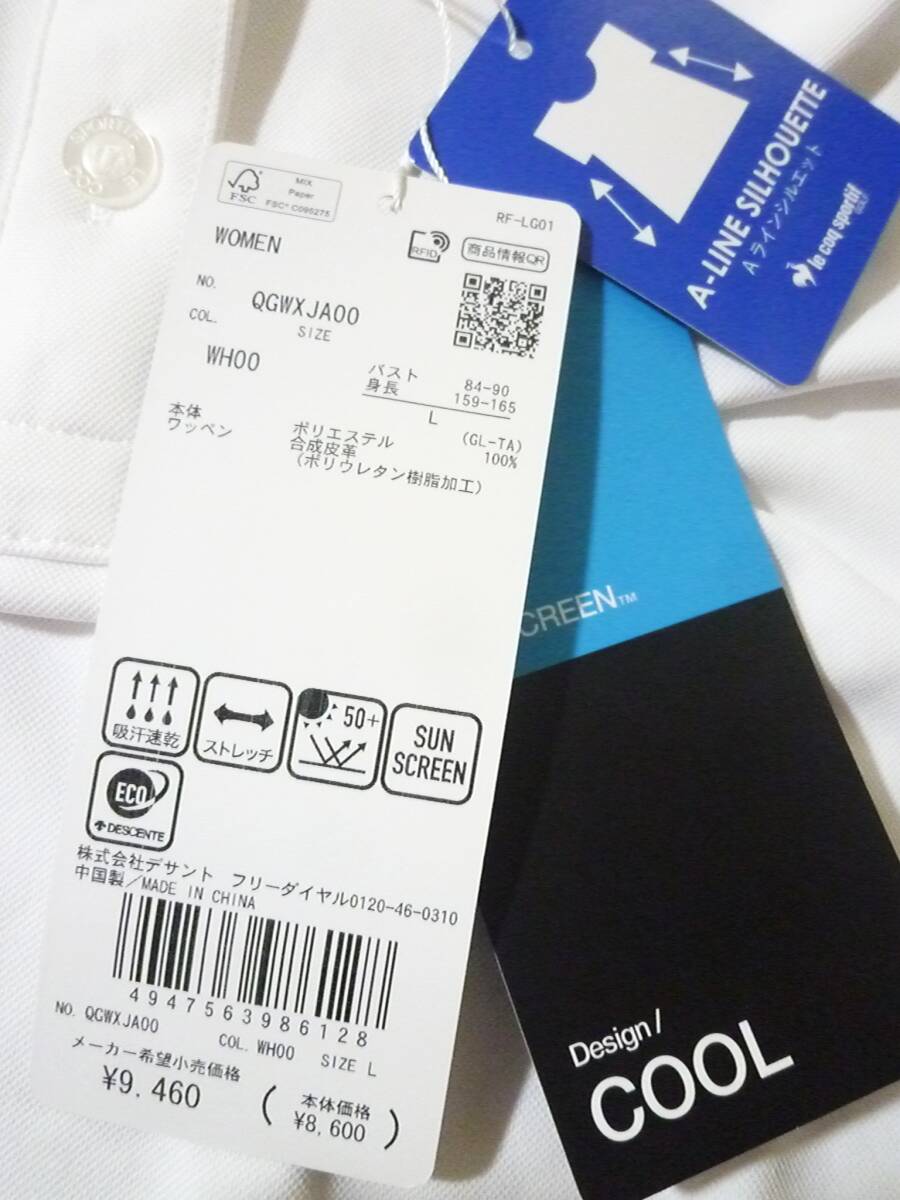 MIX
Paper
FSC® C095275
FSC
RF-LG01
WOMEN
RFID
商品情報QR
NO.
QGWXJA00
COL.
SIZE
WH00
バスト 84-90
身長 159-165
L
(GL-TA)
本体 ポリエステル 100%
ワッペン 合成皮革
(ポリウレタン樹脂加工)
吸汗速乾
ストレッチ
50+
SUN
SCREEN
ECO
DESCENTE
株式会社デサント フリーダイヤル0120-46-0310
中国製/MADE IN CHINA
4947563986128
NO. QGWXJA00 COL. WH00 SIZE L
メーカー希望小売価格
¥9,460
( 本体価格
¥8,600 )
A-LINE SILHOUETTE
Aラインシルエット
le coq sportif
CREEN™
Design/
COOL